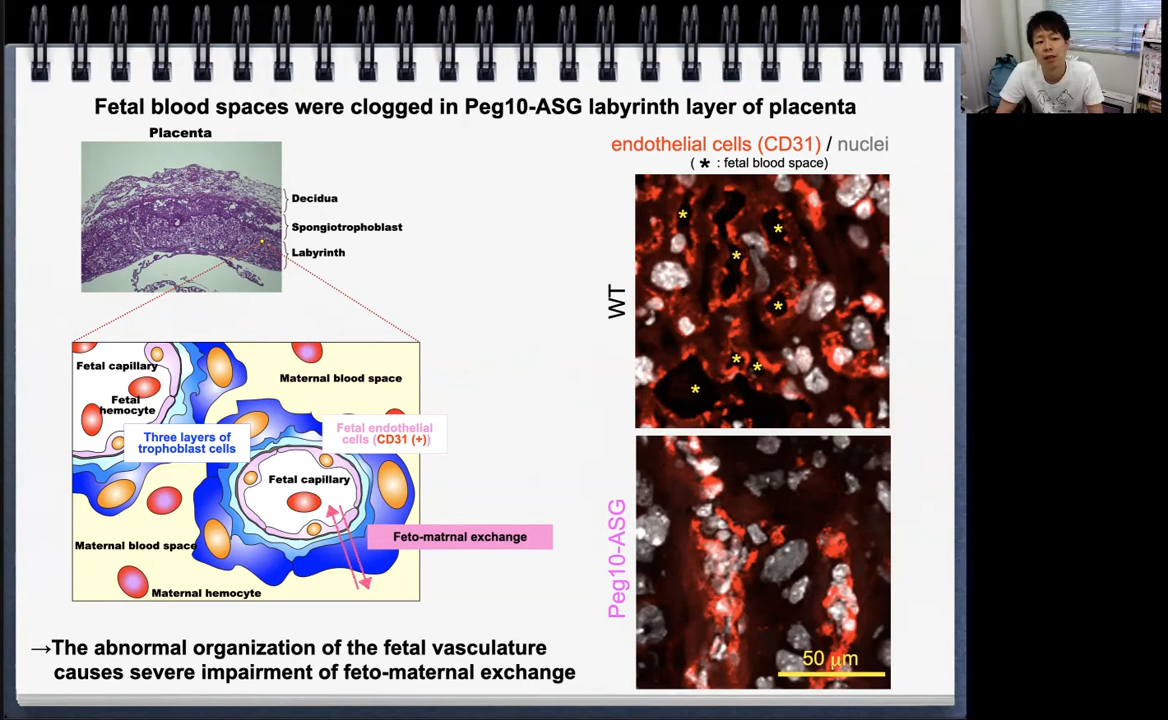 Fetal blood spaces were clogged in Peg10-ASG labyrinth layer of placenta
Placenta
Decidua
Spongiotrophoblast
Labyrinth
Fetal capillary
Fetal
hemocyte
Maternal blood space
Three layers of
trophoblast cells
Fetal endothelial
cells (CD31 (+))
Fetal capillary
Feto-matrnal exchange
Maternal blood space
Maternal hemocyte
→The abnormal organization of the fetal vasculature
causes severe impairment of feto-maternal exchange
endothelial cells (CD31) / nuclei
( * : fetal blood space)
WT
* * * * * * *
Peg10-ASG
50 μm